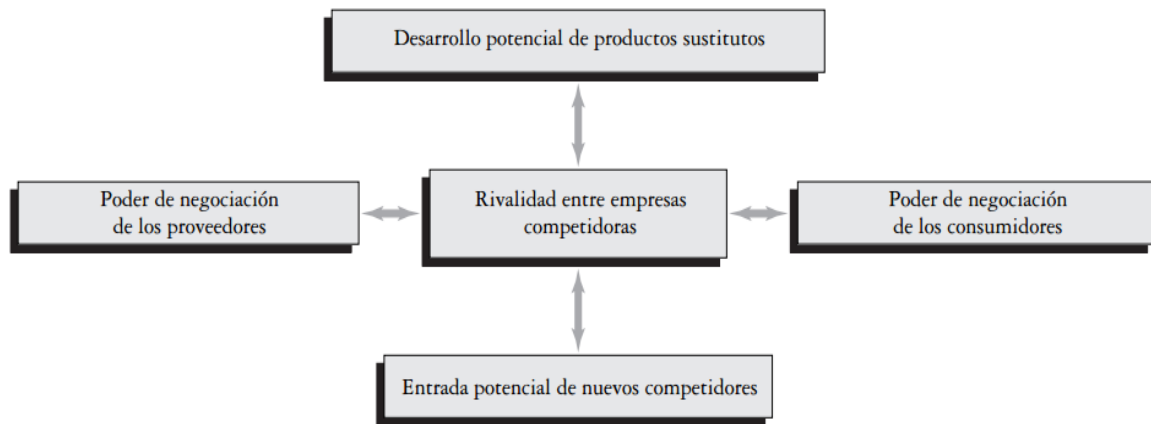 Desarrollo potencial de productos sustitutos
Poder de negociación
de los proveedores
Rivalidad entre empresas
competidoras
Poder de negociación
de los consumidores
Entrada potencial de nuevos competidores